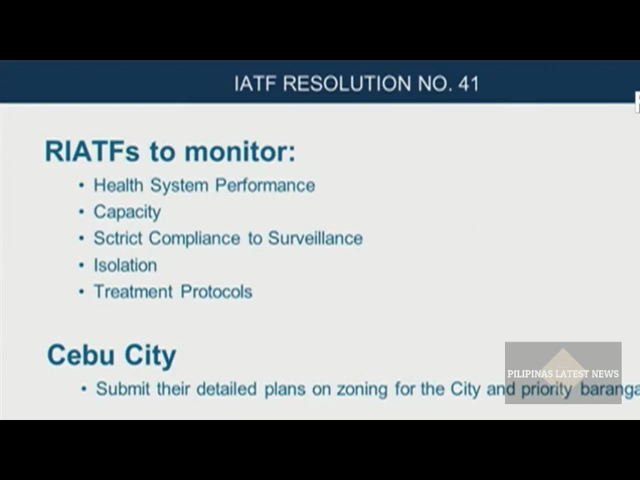 IATF RESOLUTION NO. 41
RIATFs to monitor:
• Health System Performance
• Capacity
• Sctrict Compliance to Surveillance
• Isolation
• Treatment Protocols
Cebu City
• Submit their detailed plans on zoning for the City and priority baranga
PILIPINAS LATEST NEWS